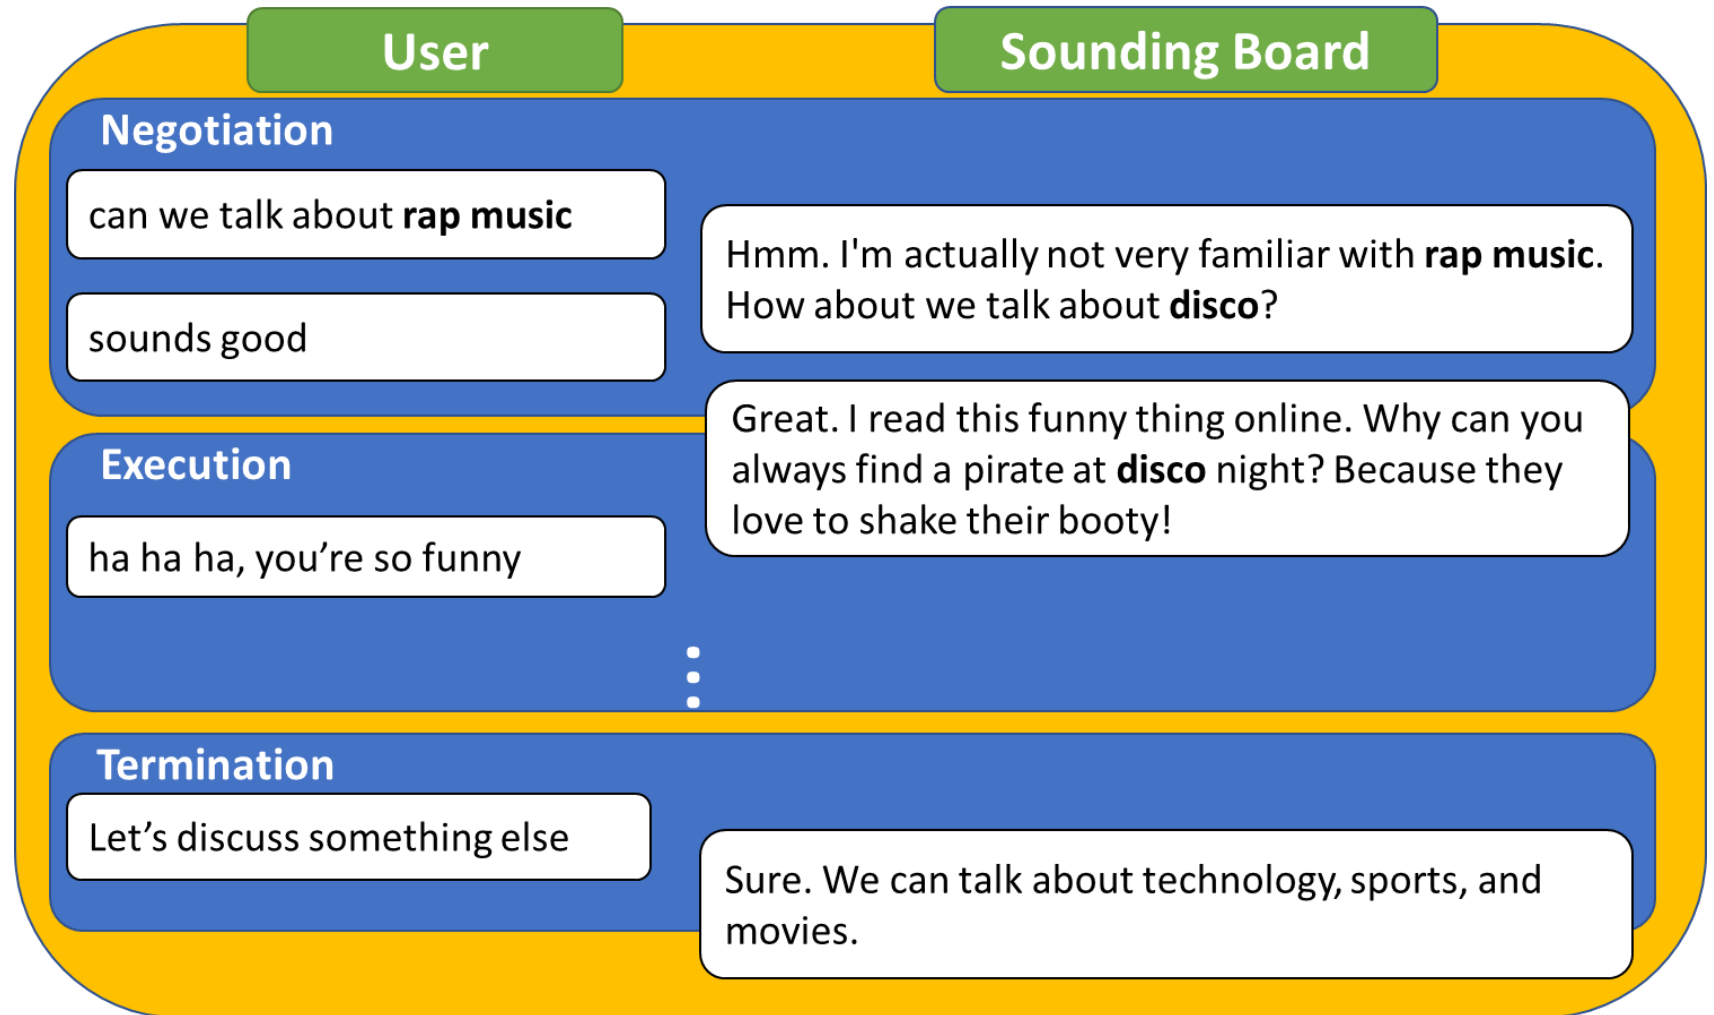 User
Sounding Board
Negotiation
can we talk about rap music
Hmm. I'm actually not very familiar with rap music.
How about we talk about disco?
sounds good
Great. I read this funny thing online. Why can you
always find a pirate at disco night? Because they
love to shake their booty!
Execution
ha ha ha, you’re so funny
Termination
Let’s discuss something else
Sure. We can talk about technology, sports, and
movies.